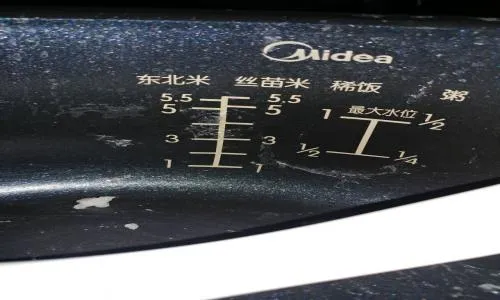 Midea
东北米 丝苗米 稀饭 粥
5.5 5.5
5 5 1 最大水位 1/2
3 3 1/2 1/4
1 1